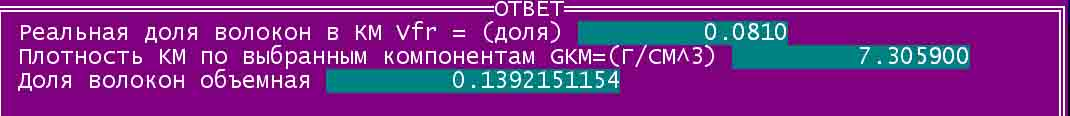 ОТВЕТ
Реальная доля волокон в КМ Vfr = (доля) 0.0810
Плотность КМ по выбранным компонентам GKM=(Г/СМ^3) 7.305900
Доля волокон объемная 0.1392151154